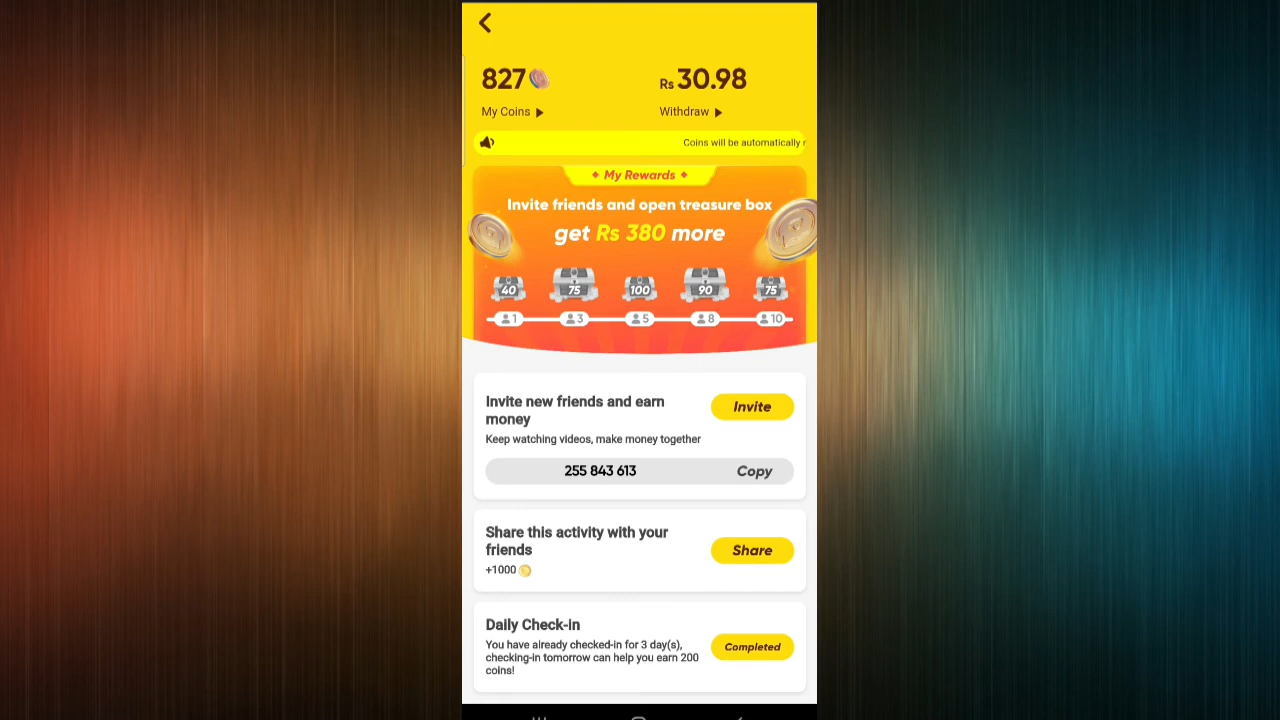 827
Rs 30.98
My Coins
Withdraw
Coins will be automatically
My Rewards
Invite friends and open treasure box
get Rs 380 more
40 75 100 90 75
1 3 5 8 10
Invite new friends and earn
money
Invite
Keep watching videos, make money together
255 843 613 Copy
Share this activity with your
friends
Share
+1000
Daily Check-in
You have already checked-in for 3 day(s),
checking-in tomorrow can help you earn 200
coins!
Completed